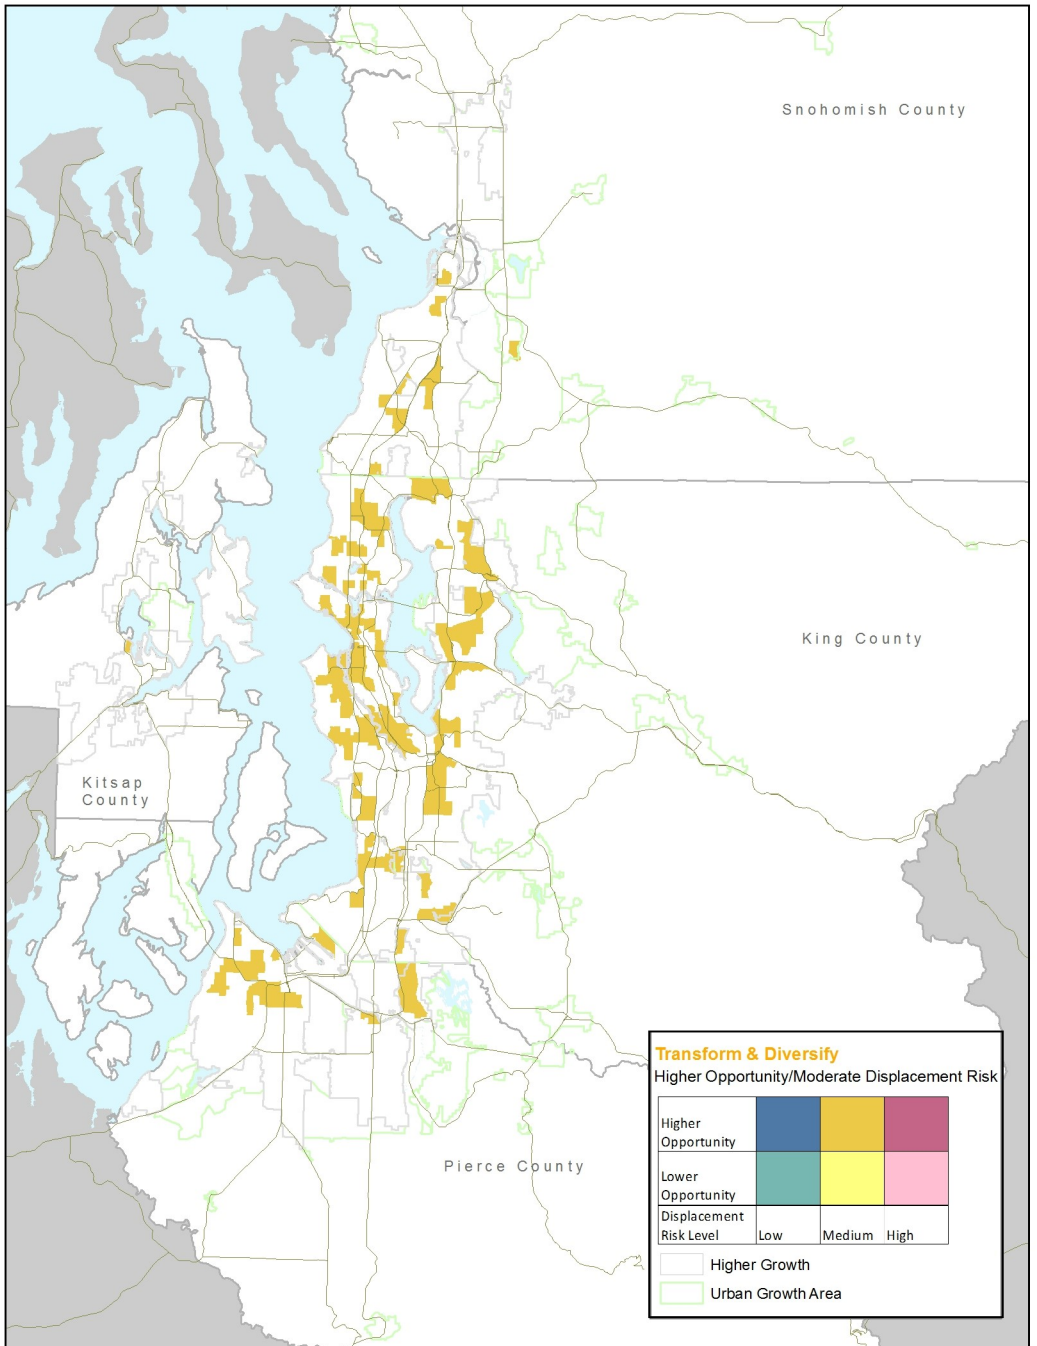 Snohomish County
King County
Kitsap
County
Pierce County
Transform & Diversify
Higher Opportunity/Moderate Displacement Risk
Higher
Opportunity
Lower
Opportunity
Displacement
Risk Level
Low
Medium
High
Higher Growth
Urban Growth Area